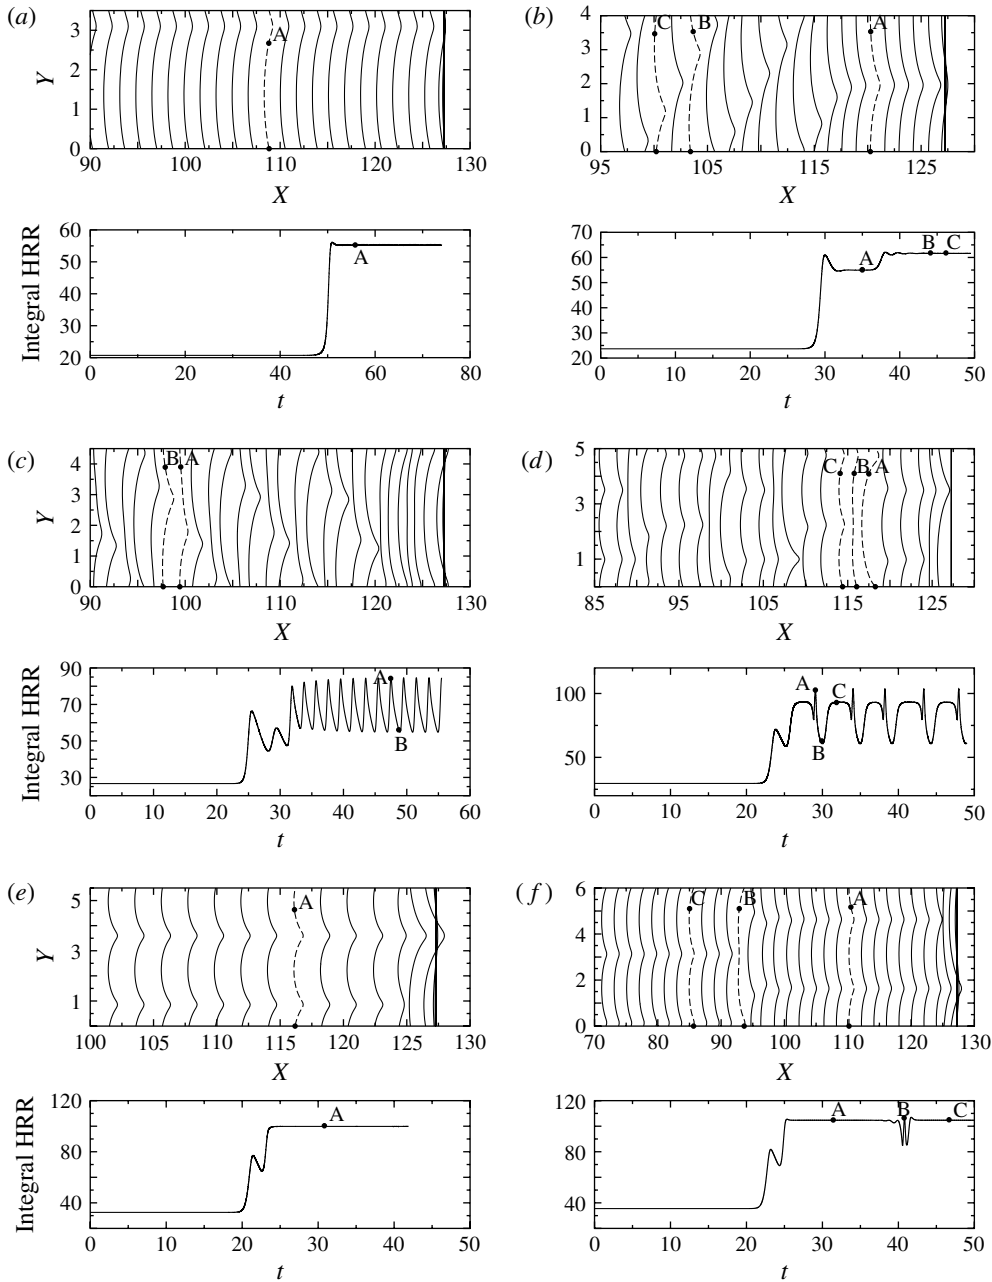 (a) (b)
3 2 1 0 Y A
90 100 110 120 130
X
4 3 2 1 0 C B A
95 105 115 125
X
60 50 40 30 20 Integral HRR A
0 20 40 60 80
t
70 60 50 40 30 20 A B C
0 10 20 30 40 50
t
(c) (d)
4 3 2 1 0 Y B A
90 100 110 120 130
X
5 3 1 C B A
85 95 105 115 125
X
90 70 50 30 Integral HRR A B
0 10 20 30 40 50 60
t
100 50 A B C
0 10 20 30 40 50
t
(e) (f)
5 3 1 Y A
100 105 110 115 120 125 130
X
6 4 2 0 C B A
70 80 90 100 110 120 130
X
120 80 40 Integral HRR A
0 10 20 30 40 50
t
120 80 40 A B C
0 10 20 30 40 50
t